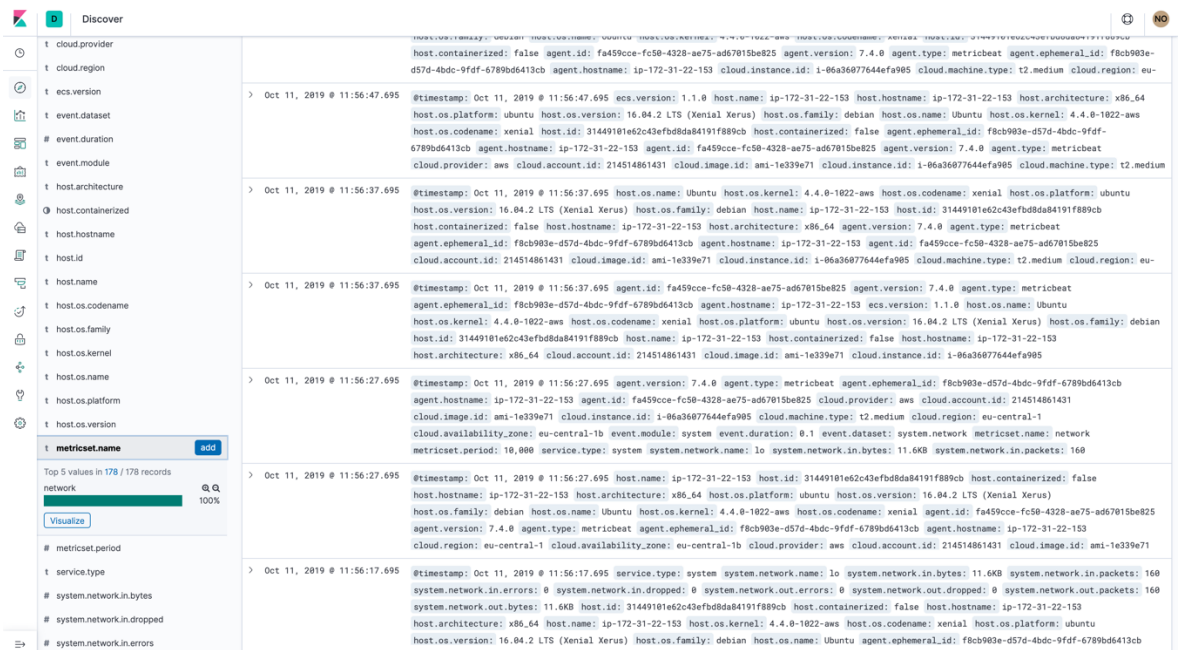 D Discover NO
t cloud.provider
t cloud.region
t ecs.version
t event.dataset
# event.duration
t event.module
t host.architecture
host.containerized
t host.hostname
t host.id
t host.name
t host.os.codename
t host.os.family
t host.os.kernel
t host.os.name
t host.os.platform
t host.os.version
t metricset.name add
Top 5 values in 178 / 178 records
network
100%
Visualize
# metricset.period
t service.type
# system.network.in.bytes
# system.network.in.dropped
# system.network.in.errors
host.os.family: debian host.os.name: Ubuntu host.os.kernel: 4.4.0-1022-aws host.os.codename: xenial host.id: 31449101e62c43efbd8da84191f889cb
host.containerized: false agent.id: fa459cce-fc50-4328-ae75-ad67015be825 agent.version: 7.4.0 agent.type: metricbeat agent.ephemeral_id: f8cb903e-
d57d-4bdc-9fdf-6789bd6413cb agent.hostname: ip-172-31-22-153 cloud.instance.id: i-06a36077644efa905 cloud.machine.type: t2.medium cloud.region: eu-
> Oct 11, 2019 @ 11:56:47.695 @timestamp: Oct 11, 2019 @ 11:56:47.695 ecs.version: 1.1.0 host.name: ip-172-31-22-153 host.hostname: ip-172-31-22-153 host.architecture: x86_64
host.os.platform: ubuntu host.os.version: 16.04.2 LTS (Xenial Xerus) host.os.family: debian host.os.name: Ubuntu host.os.kernel: 4.4.0-1022-aws
host.os.codename: xenial host.id: 31449101e62c43efbd8da84191f889cb host.containerized: false agent.ephemeral_id: f8cb903e-d57d-4bdc-9fdf-
6789bd6413cb agent.hostname: ip-172-31-22-153 agent.id: fa459cce-fc50-4328-ae75-ad67015be825 agent.version: 7.4.0 agent.type: metricbeat
cloud.provider: aws cloud.account.id: 214514861431 cloud.image.id: ami-1e339e71 cloud.instance.id: i-06a36077644efa905 cloud.machine.type: t2.medium
> Oct 11, 2019 @ 11:56:37.695 @timestamp: Oct 11, 2019 @ 11:56:37.695 host.os.name: Ubuntu host.os.kernel: 4.4.0-1022-aws host.os.codename: xenial host.os.platform: ubuntu
host.os.version: 16.04.2 LTS (Xenial Xerus) host.os.family: debian host.name: ip-172-31-22-153 host.id: 31449101e62c43efbd8da84191f889cb
host.containerized: false host.hostname: ip-172-31-22-153 host.architecture: x86_64 agent.version: 7.4.0 agent.type: metricbeat
agent.ephemeral_id: f8cb903e-d57d-4bdc-9fdf-6789bd6413cb agent.hostname: ip-172-31-22-153 agent.id: fa459cce-fc50-4328-ae75-ad67015be825
cloud.account.id: 214514861431 cloud.image.id: ami-1e339e71 cloud.instance.id: i-06a36077644efa905 cloud.machine.type: t2.medium cloud.region: eu-
> Oct 11, 2019 @ 11:56:37.695 @timestamp: Oct 11, 2019 @ 11:56:37.695 agent.id: fa459cce-fc50-4328-ae75-ad67015be825 agent.version: 7.4.0 agent.type: metricbeat
agent.ephemeral_id: f8cb903e-d57d-4bdc-9fdf-6789bd6413cb agent.hostname: ip-172-31-22-153 ecs.version: 1.1.0 host.os.name: Ubuntu
host.os.kernel: 4.4.0-1022-aws host.os.codename: xenial host.os.platform: ubuntu host.os.version: 16.04.2 LTS (Xenial Xerus) host.os.family: debian
host.id: 31449101e62c43efbd8da84191f889cb host.name: ip-172-31-22-153 host.containerized: false host.hostname: ip-172-31-22-153
host.architecture: x86_64 cloud.account.id: 214514861431 cloud.image.id: ami-1e339e71 cloud.instance.id: i-06a36077644efa905
> Oct 11, 2019 @ 11:56:27.695 @timestamp: Oct 11, 2019 @ 11:56:27.695 agent.version: 7.4.0 agent.type: metricbeat agent.ephemeral_id: f8cb903e-d57d-4bdc-9fdf-6789bd6413cb
agent.hostname: ip-172-31-22-153 agent.id: fa459cce-fc50-4328-ae75-ad67015be825 cloud.provider: aws cloud.account.id: 214514861431
cloud.image.id: ami-1e339e71 cloud.instance.id: i-06a36077644efa905 cloud.machine.type: t2.medium cloud.region: eu-central-1
cloud.availability_zone: eu-central-1b event.module: system event.duration: 0.1 event.dataset: system.network metricset.name: network
metricset.period: 10,000 service.type: system system.network.name: lo system.network.in.bytes: 11.6KB system.network.in.packets: 160
> Oct 11, 2019 @ 11:56:27.695 @timestamp: Oct 11, 2019 @ 11:56:27.695 host.name: ip-172-31-22-153 host.id: 31449101e62c43efbd8da84191f889cb host.containerized: false
host.hostname: ip-172-31-22-153 host.architecture: x86_64 host.os.platform: ubuntu host.os.version: 16.04.2 LTS (Xenial Xerus)
host.os.family: debian host.os.name: Ubuntu host.os.kernel: 4.4.0-1022-aws host.os.codename: xenial agent.id: fa459cce-fc50-4328-ae75-ad67015be825
agent.version: 7.4.0 agent.type: metricbeat agent.ephemeral_id: f8cb903e-d57d-4bdc-9fdf-6789bd6413cb agent.hostname: ip-172-31-22-153
cloud.region: eu-central-1 cloud.availability_zone: eu-central-1b cloud.provider: aws cloud.account.id: 214514861431 cloud.image.id: ami-1e339e71
> Oct 11, 2019 @ 11:56:17.695 @timestamp: Oct 11, 2019 @ 11:56:17.695 service.type: system system.network.name: lo system.network.in.bytes: 11.6KB system.network.in.packets: 160
system.network.in.errors: 0 system.network.in.dropped: 0 system.network.out.errors: 0 system.network.out.dropped: 0 system.network.out.packets: 160
system.network.out.bytes: 11.6KB host.id: 31449101e62c43efbd8da84191f889cb host.containerized: false host.hostname: ip-172-31-22-153
host.architecture: x86_64 host.name: ip-172-31-22-153 host.os.kernel: 4.4.0-1022-aws host.os.codename: xenial host.os.platform: ubuntu
host.os.version: 16.04.2 LTS (Xenial Xerus) host.os.family: debian host.os.name: Ubuntu agent.ephemeral_id: f8cb903e-d57d-4bdc-9fdf-6789bd6413cb